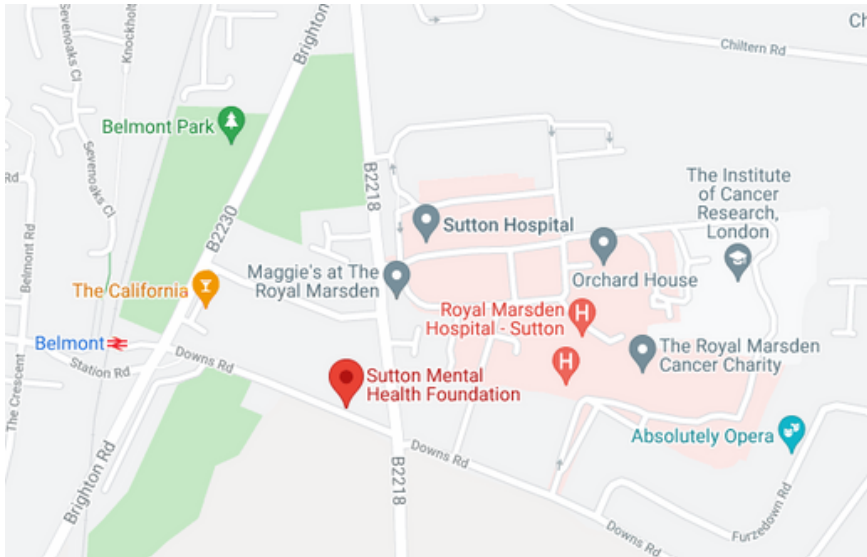 Sevenoaks Cl
Knockholt
Brighton
Ch
Chiltern Rd
Belmont Park
B2218
Rd
Sevenoaks Cl
The Institute
of Cancer
Research,
London
Sutton Hospital
B2230
Belmont Rd
Maggie's at The
Royal Marsden
Orchard House
The California
Royal Marsden
Hospital - Sutton
H
Belmont
Downs Rd
The Royal Marsden
Cancer Charity
Station Rd
H
Sutton Mental
Health Foundation
The Crescent
Absolutely Opera
Downs Rd
B2218
Brighton Rd
Furzedown Rd
Downs Rd